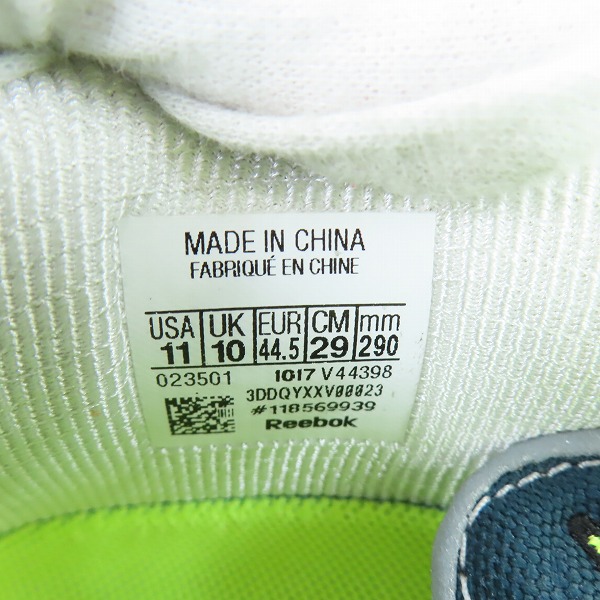 MADE IN CHINA
FABRIQUÉ EN CHINE
USA UK EUR CM mm
11 10 44.5 29 290
023501 1017 V44398
3DDQYXXV00023
#118569939
Reebok